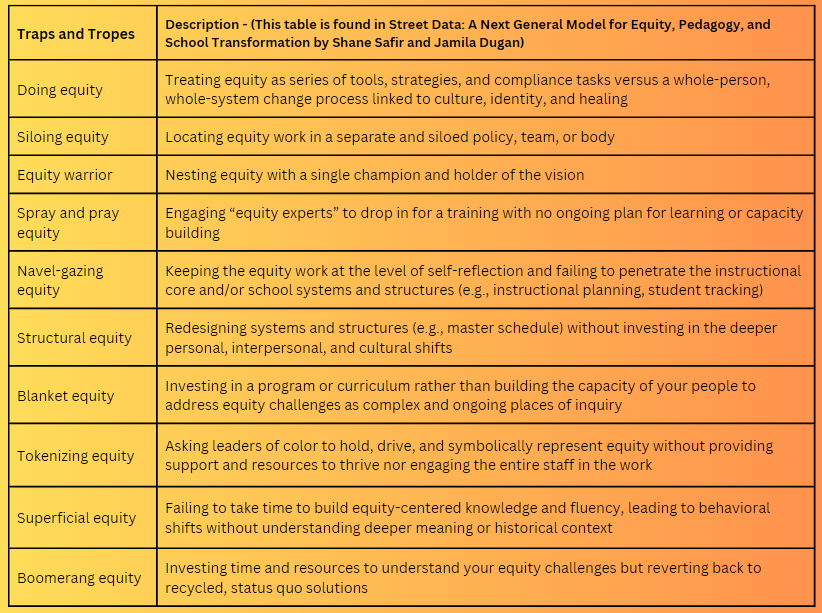 Traps and Tropes
Description - (This table is found in Street Data: A Next General Model for Equity, Pedagogy, and
School Transformation by Shane Safir and Jamila Dugan)
Doing equity
Treating equity as series of tools, strategies, and compliance tasks versus a whole-person,
whole-system change process linked to culture, identity, and healing
Siloing equity
Locating equity work in a separate and siloed policy, team, or body
Equity warrior
Nesting equity with a single champion and holder of the vision
Spray and pray
equity
Engaging “equity experts” to drop in for a training with no ongoing plan for learning or capacity
building
Navel-gazing
equity
Keeping the equity work at the level of self-reflection and failing to penetrate the instructional
core and/or school systems and structures (e.g., instructional planning, student tracking)
Structural equity
Redesigning systems and structures (e.g., master schedule) without investing in the deeper
personal, interpersonal, and cultural shifts
Blanket equity
Investing in a program or curriculum rather than building the capacity of your people to
address equity challenges as complex and ongoing places of inquiry
Tokenizing equity
Asking leaders of color to hold, drive, and symbolically represent equity without providing
support and resources to thrive nor engaging the entire staff in the work
Superficial equity
Failing to take time to build equity-centered knowledge and fluency, leading to behavioral
shifts without understanding deeper meaning or historical context
Boomerang equity
Investing time and resources to understand your equity challenges but reverting back to
recycled, status quo solutions